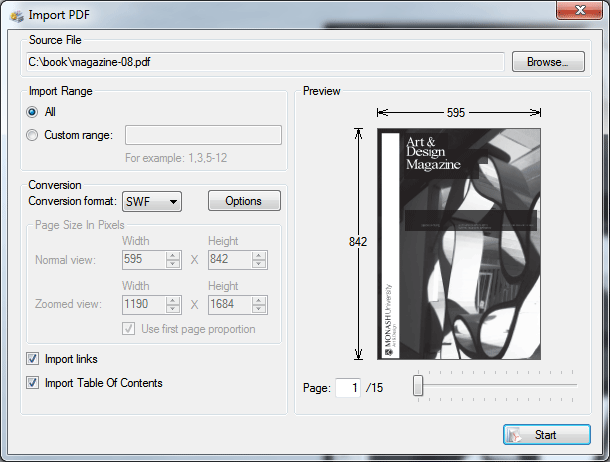 Import PDF
Source File
C:\book\magazine-08.pdf
Browse...
Import Range
All
Custom range:
For example: 1,3,5-12
Conversion
Conversion format: SWF Options
Page Size In Pixels
Width Height
Normal view: 595 X 842
Width Height
Zoomed view: 1190 X 1684
Use first page proportion
Import links
Import Table Of Contents
Preview
595
842
Art &
Design
Magazine
MONASH University
Art & Design
Page: 1 /15
Start